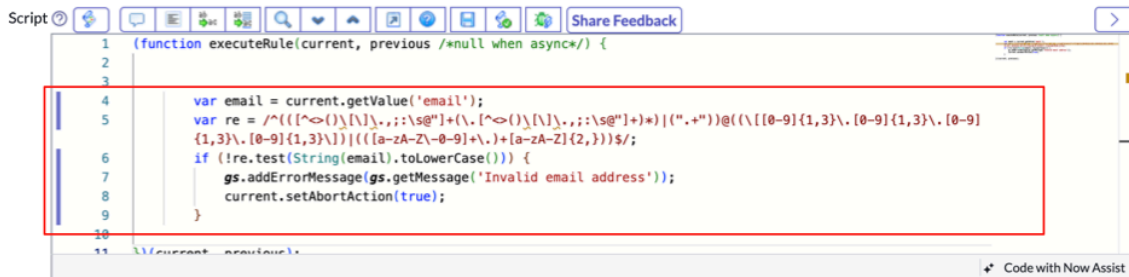 Script
Share Feedback
1 (function executeRule(current, previous /*null when async*/) {
2
3
4 var email = current.getValue('email');
5 var re = /^(([^<>()\[\]\.,;:\s@"]+(\.[^<>()\[\]\.,;:\s@"]+)*)|(".+"))@((\[[0-9]{1,3}\.[0-9]{1,3}\.[0-9]
{1,3}\.[0-9]{1,3}\])|(([a-zA-Z\-0-9]+\.)+[a-zA-Z]{2,}))$/;
6 if (!re.test(String(email).toLowerCase())) {
7 gs.addErrorMessage(gs.getMessage('Invalid email address'));
8 current.setAbortAction(true);
9 }
10
11 })(current, previous);
Code with Now Assist